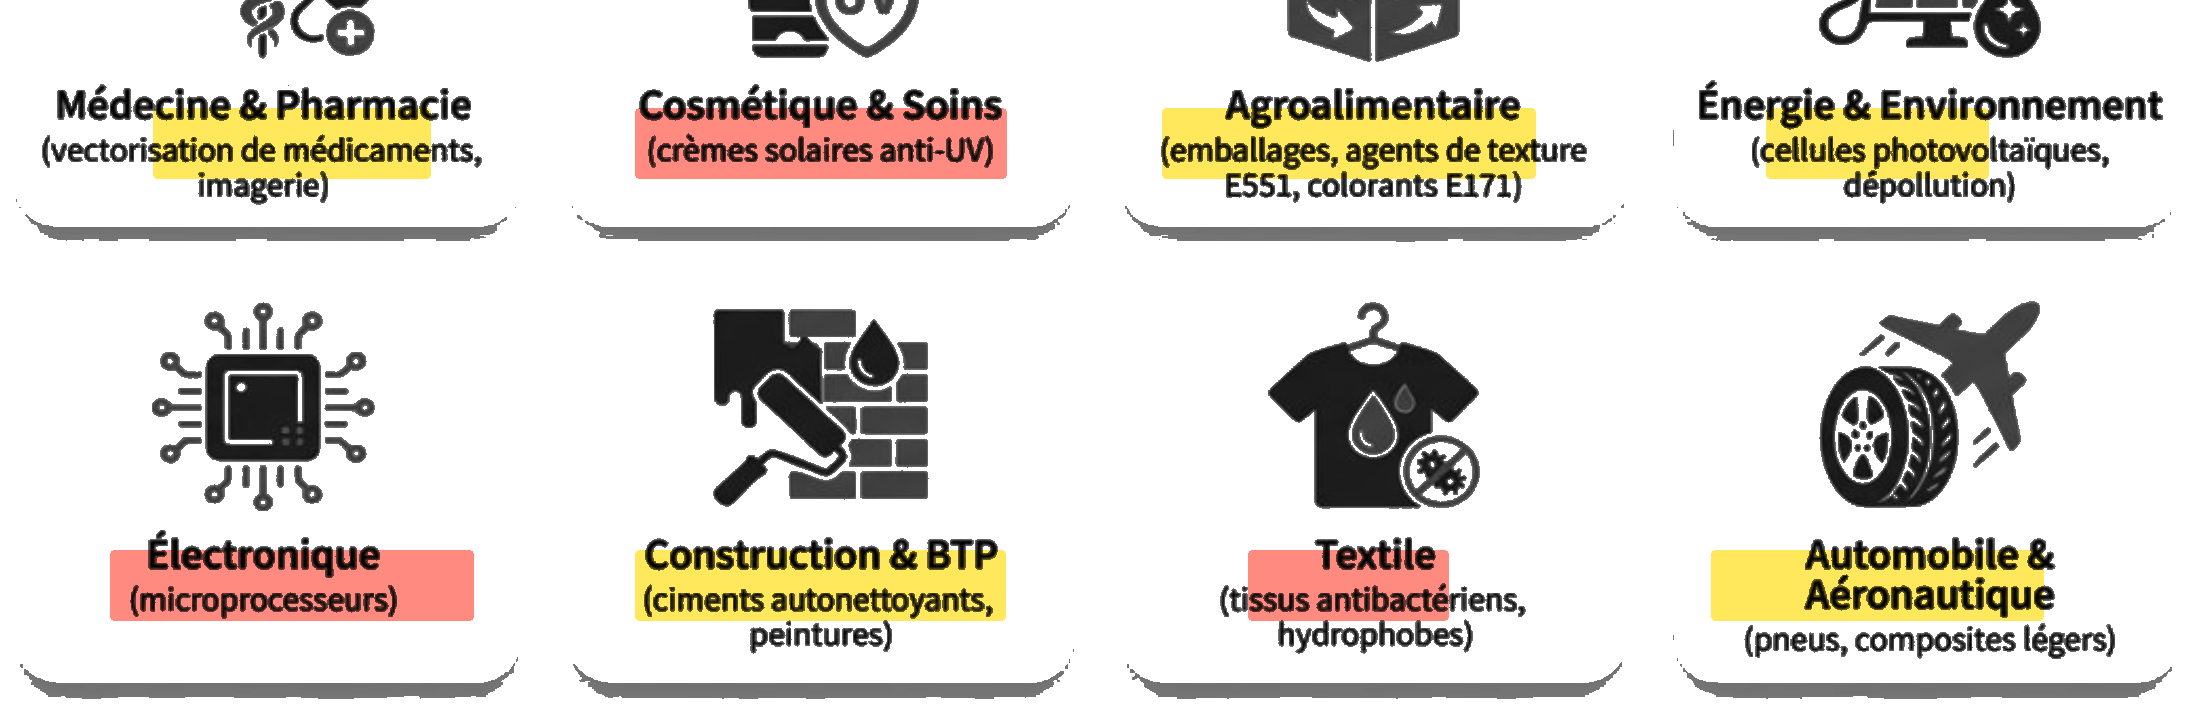 UV
Médecine & Pharmacie
(vectorisation de médicaments,
imagerie)
Cosmétique & Soins
(crèmes solaires anti-UV)
Agroalimentaire
(emballages, agents de texture
E551, colorants E171)
Énergie & Environnement
(cellules photovoltaïques,
dépollution)
Électronique
(microprocesseurs)
Construction & BTP
(ciments autonettoyants,
peintures)
Textile
(tissus antibactériens,
hydrophobes)
Automobile &
Aéronautique
(pneus, composites légers)